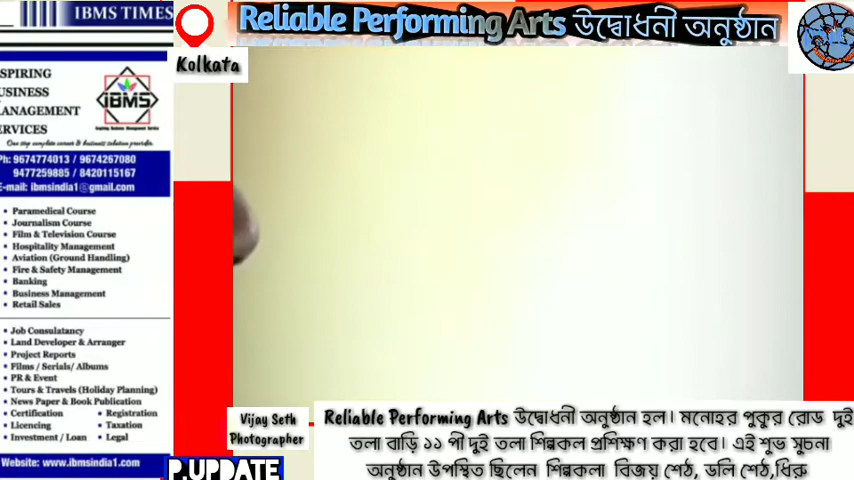 IBMS TIMES
Reliable Performing Arts উদ্বোধনী অনুষ্ঠান
Kolkata
SPIRING
USINESS
ANAGEMENT
ERVICES
IBMS
Inspiring Business Management Service
One stop complete career & business solution provider.
Ph: 9674774013 / 9674267080
9477259885 / 8420115167
E-mail: ibmsindia1@gmail.com
Paramedical Course
Journalism Course
Film & Television Course
Hospitality Management
Aviation (Ground Handling)
Fire & Safety Management
Banking
Business Management
Retail Sales
Job Consulatancy
Land Developer & Arranger
Project Reports
Films / Serials/ Albums
PR & Event
Tours & Travels (Holiday Planning)
News Paper & Book Publication
Certification • Registration
Licencing • Taxation
Investment / Loan • Legal
Website: www.ibmsindia1.com
P.UPDATE
Vijay Seth
Photographer
Reliable Performing Arts উদ্বোধনী অনুষ্ঠান হল। মনোহর পুকুর রোড দুই
তলা বাড়ি ১১ পী দুই তলা শিল্পকল প্রশিক্ষণ করা হবে। এই শুভ সুচনা
অনুষ্ঠান উপস্থিত ছিলেন শিল্পকলা বিজয় শেঠ, ডলি শেঠ,ধিরু